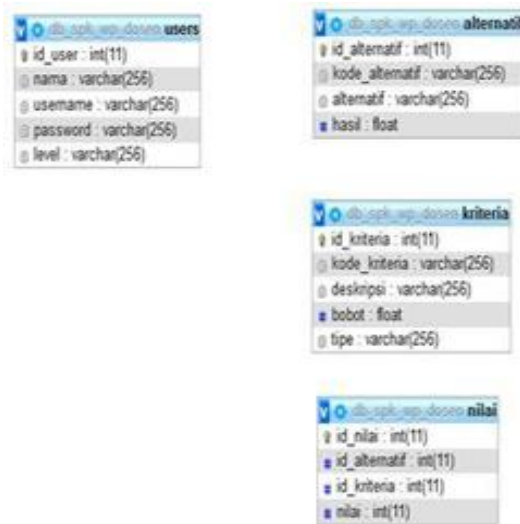 db_spk_wp_dosen users
id_user : int(11)
nama : varchar(256)
username : varchar(256)
password : varchar(256)
level : varchar(256)
db_spk_wp_dosen alternatif
id_alternatif : int(11)
kode_alternatif : varchar(256)
alternatif : varchar(256)
hasil : float
db_spk_wp_dosen kriteria
id_kriteria : int(11)
kode_kriteria : varchar(256)
deskripsi : varchar(256)
bobot : float
tipe : varchar(256)
db_spk_wp_dosen nilai
id_nilai : int(11)
id_alternatif : int(11)
id_kriteria : int(11)
nilai : int(11)